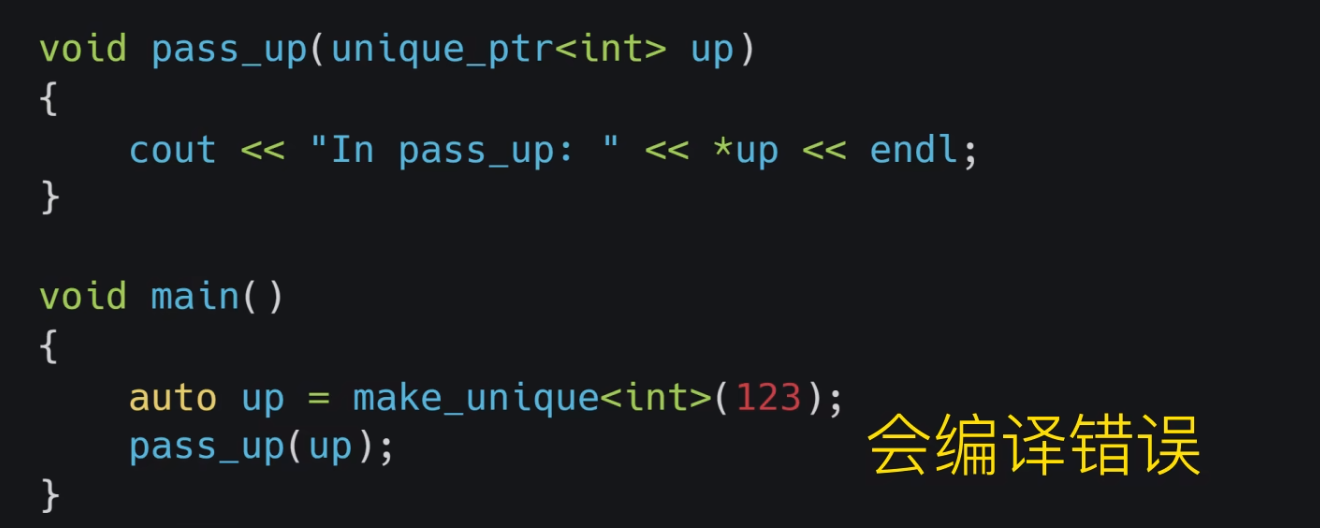 void pass_up(unique_ptr<int> up)
{
    cout << "In pass_up: " << *up << endl;
}
void main()
{
    auto up = make_unique<int>(123);
    pass_up(up);
会编译错误
}